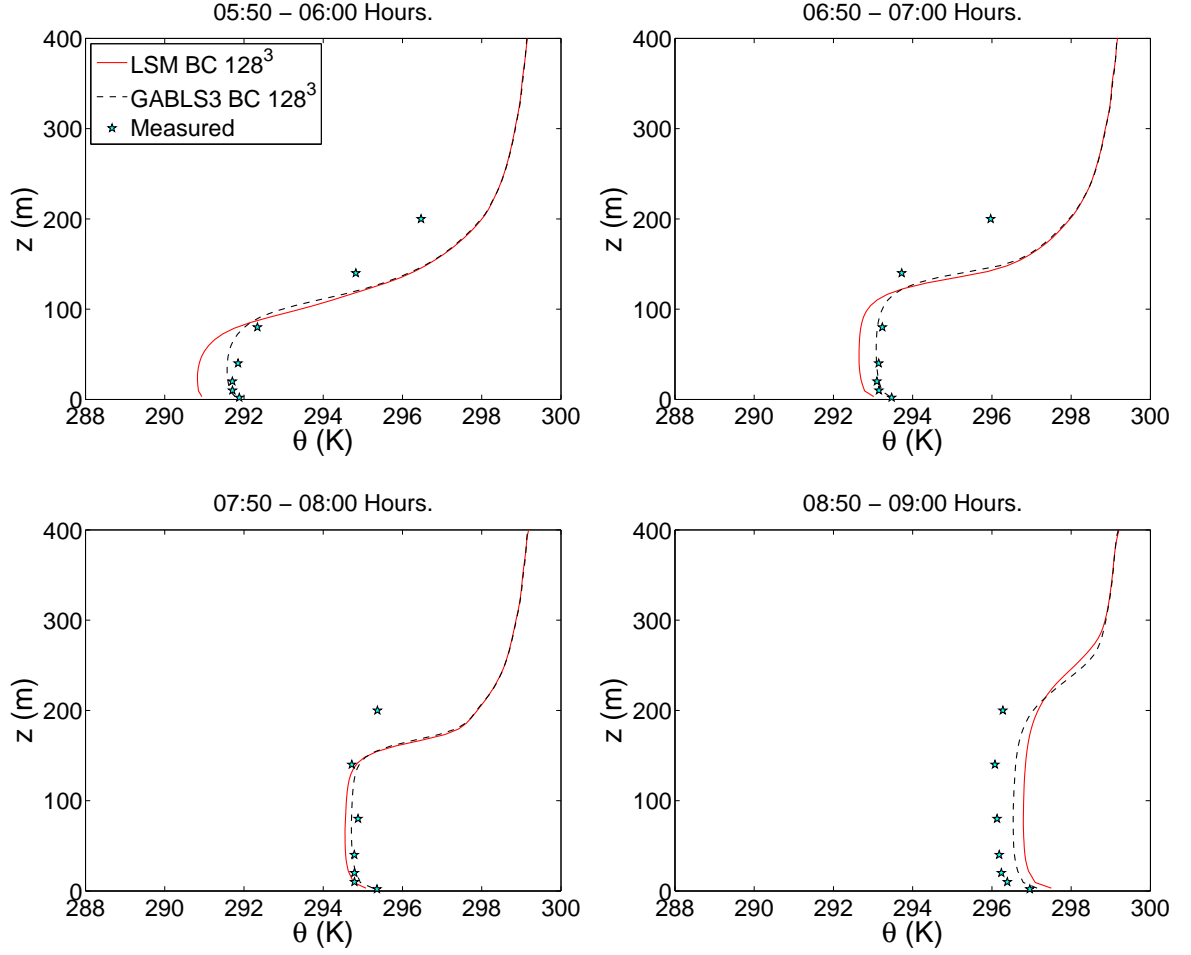 05:50 – 06:00 Hours.
400
300
200
100
0
z (m)
LSM BC 128³
GABLS3 BC 128³
Measured
288 290 292 294 296 298 300
θ (K)
06:50 – 07:00 Hours.
400
300
200
100
0
z (m)
288 290 292 294 296 298 300
θ (K)
07:50 – 08:00 Hours.
400
300
200
100
0
z (m)
288 290 292 294 296 298 300
θ (K)
08:50 – 09:00 Hours.
400
300
200
100
0
z (m)
288 290 292 294 296 298 300
θ (K)